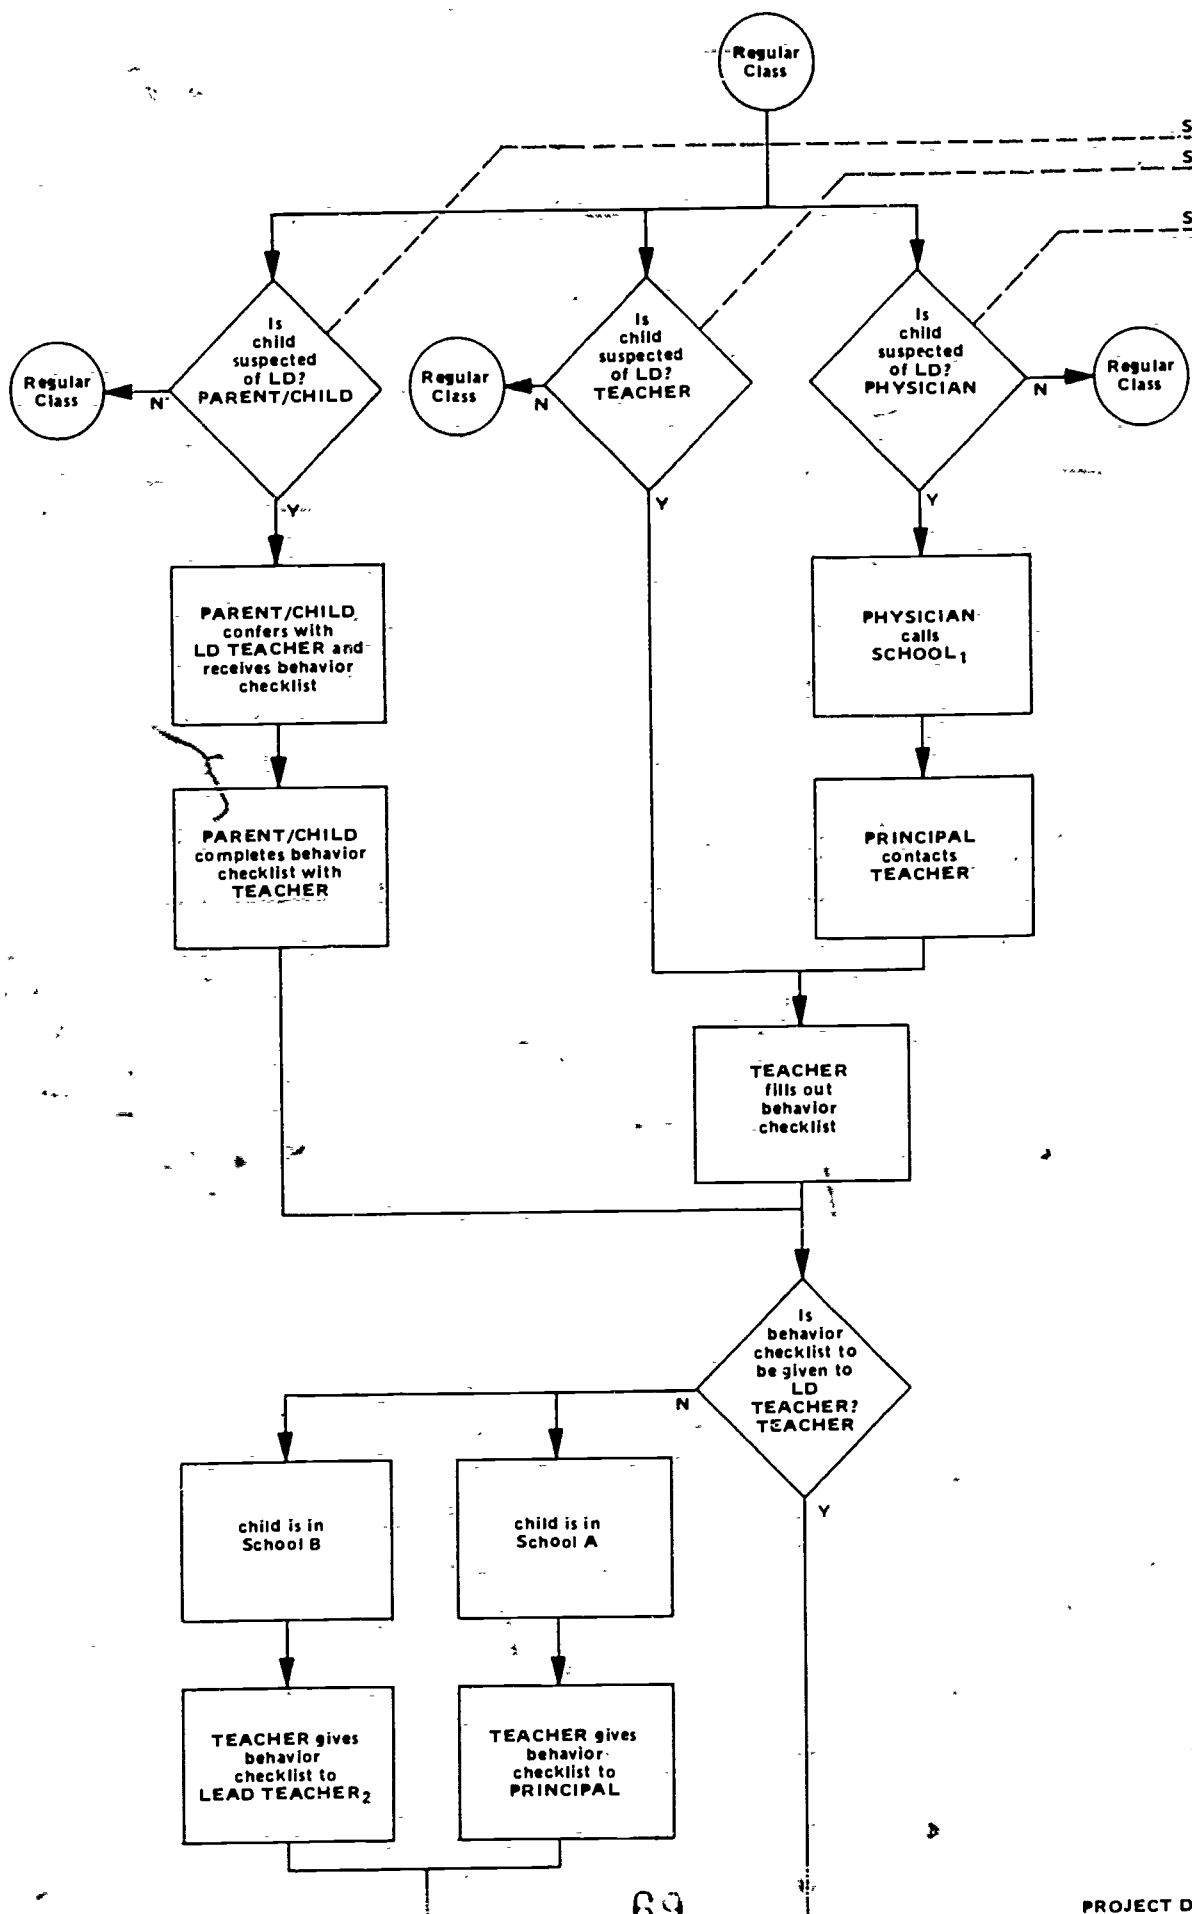 Regular
Class
S
S
S
Is
child
suspected
of LD?
PARENT/CHILD
Is
child
suspected
of LD?
TEACHER
Is
child
suspected
of LD?
PHYSICIAN
Regular
Class
N
Regular
Class
N
N
Regular
Class
Y
Y
Y
PARENT/CHILD
confers with
LD TEACHER and
receives behavior
checklist
PHYSICIAN
calls
SCHOOL1
PARENT/CHILD
completes behavior
checklist with
TEACHER
PRINCIPAL
contacts
TEACHER
TEACHER
fills out
behavior
checklist
Is
behavior
checklist to
be given to
LD
TEACHER?
TEACHER
N
Y
child is in
School B
child is in
School A
TEACHER gives
behavior
checklist to
LEAD TEACHER2
TEACHER gives
behavior
checklist to
PRINCIPAL
69
PROJECT D